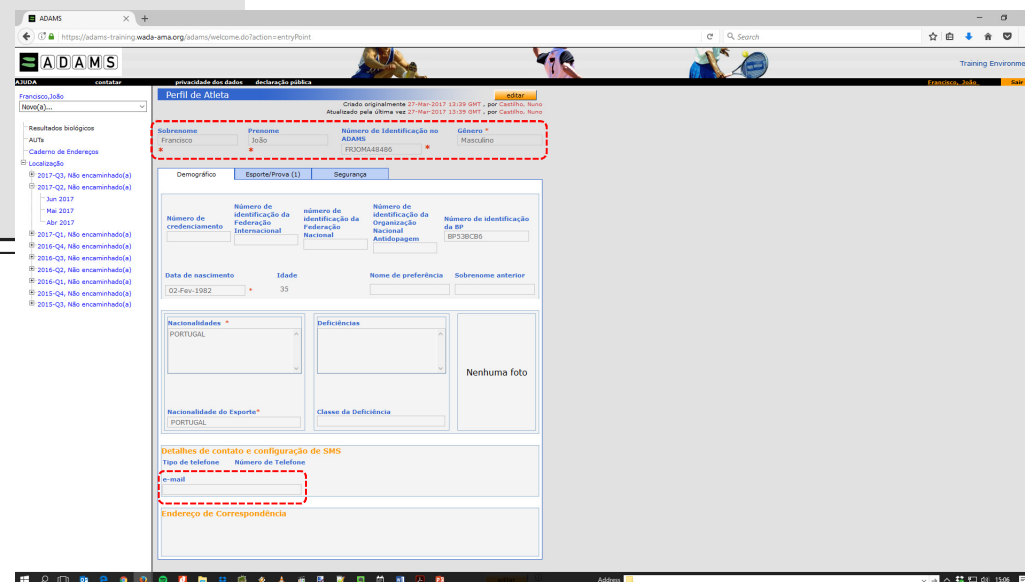 ADAMS
https://adams-training.wada-ama.org/adams/welcome.do?action=entryPoint
Search
ADAMS
Training Environme
AJUDA contatar privacidade dos dados declaração pública Francisco, João Sair
Francisco,João
Novo(a)...
Resultados biológicos
AUTs
Caderno de Endereços
Localização
2017-Q3, Não encaminhado(a)
2017-Q2, Não encaminhado(a)
Jun 2017
Mai 2017
Abr 2017
2017-Q1, Não encaminhado(a)
2016-Q4, Não encaminhado(a)
2016-Q3, Não encaminhado(a)
2016-Q2, Não encaminhado(a)
2016-Q1, Não encaminhado(a)
2015-Q4, Não encaminhado(a)
2015-Q3, Não encaminhado(a)
Perfil de Atleta editar
Criado originalmente 27-Mar-2017 13:29 GMT , por Castilho, Nuno
Atualizado pela última vez 27-Mar-2017 13:39 GMT , por Castilho, Nuno
Sobrenome Prenome Número de Identificação no ADAMS Gênero *
Francisco João FRJOMA48486 Masculino
* * *
Demográfico Esporte/Prova (1) Segurança
Número de credenciamento
Número de identificação da Federação Internacional
número de identificação da Federação Nacional
Número de identificação da Organização Nacional Antidopagem
Número de identificação da BP
BP53BCB6
Data de nascimento Idade Nome de preferência Sobrenome anterior
02-Fev-1982 * 35
Nacionalidades * Deficiências
PORTUGAL
Nenhuma foto
Nacionalidade do Esporte* Classe da Deficiência
PORTUGAL
Detalhes de contato e configuração de SMS
Tipo de telefone Número de Telefone
e-mail
Endereço de Correspondência
Address 15:06